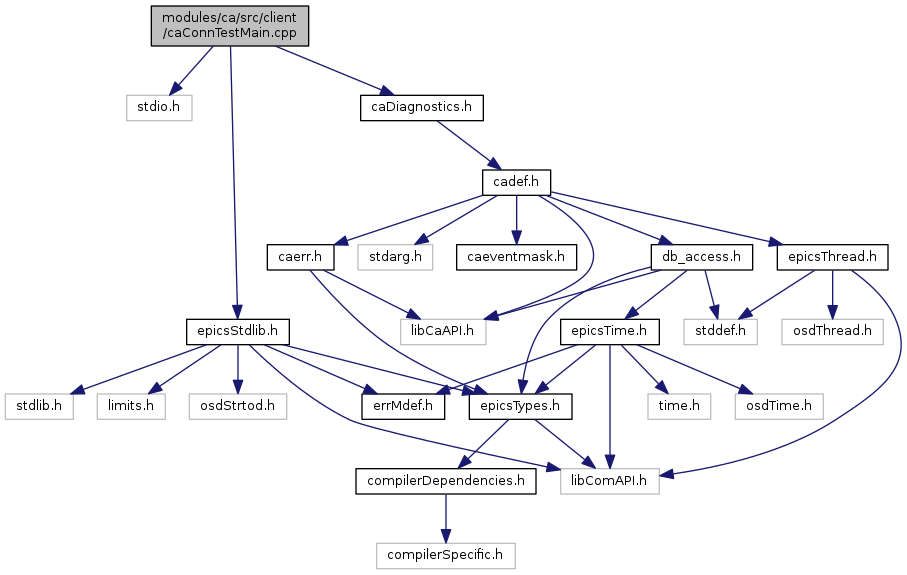 modules/ca/src/client
/caConnTestMain.cpp
stdio.h
caDiagnostics.h
cadef.h
caerr.h
stdarg.h
caeventmask.h
db_access.h
epicsThread.h
epicsStdlib.h
libCaAPI.h
epicsTime.h
stddef.h
osdThread.h
stdlib.h
limits.h
osdStrtod.h
errMdef.h
epicsTypes.h
time.h
osdTime.h
compilerDependencies.h
libComAPI.h
compilerSpecific.h